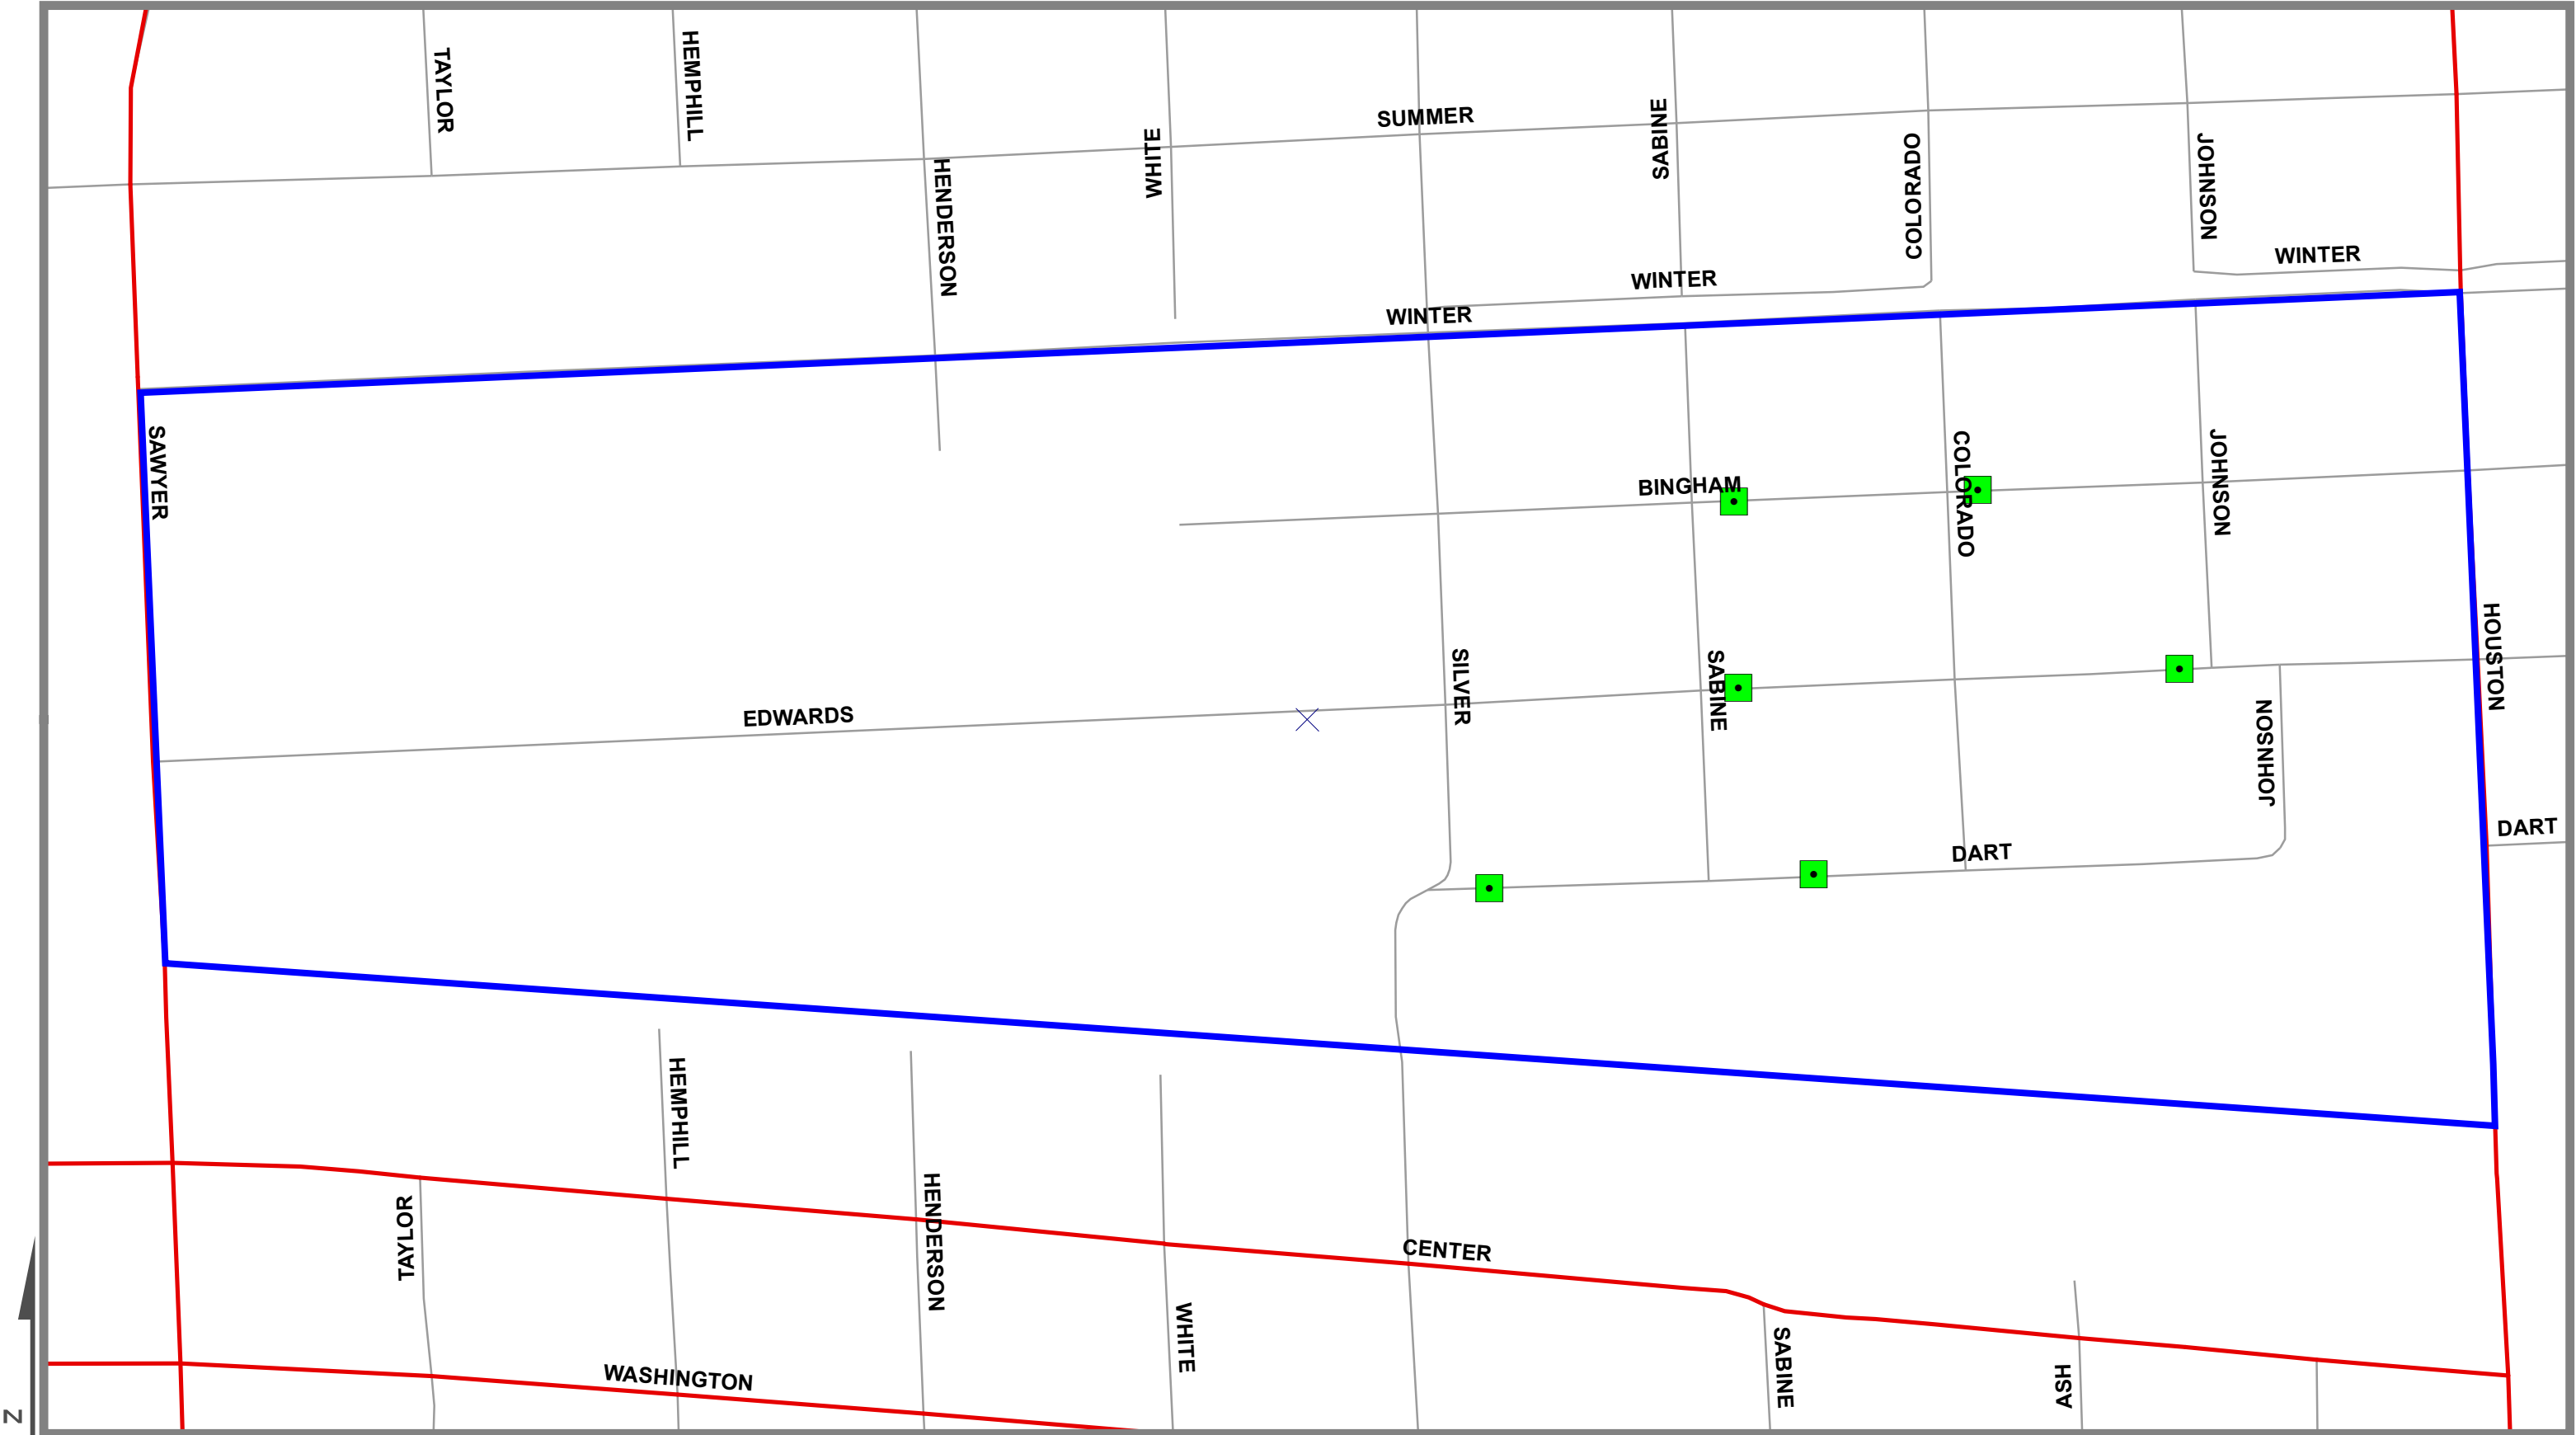 TAYLOR
HEMPHILL
HENDERSON
WHITE
SUMMER
SABINE
COLORADO
JOHNSON
WINTER
WINTER
WINTER
SAWYER
BINGHAM
COLORADO
JOHNSON
HOUSTON
SILVER
SABINE
EDWARDS
JOHNSON
DART
DART
HEMPHILL
HENDERSON
TAYLOR
CENTER
WHITE
SABINE
ASH
WASHINGTON
N